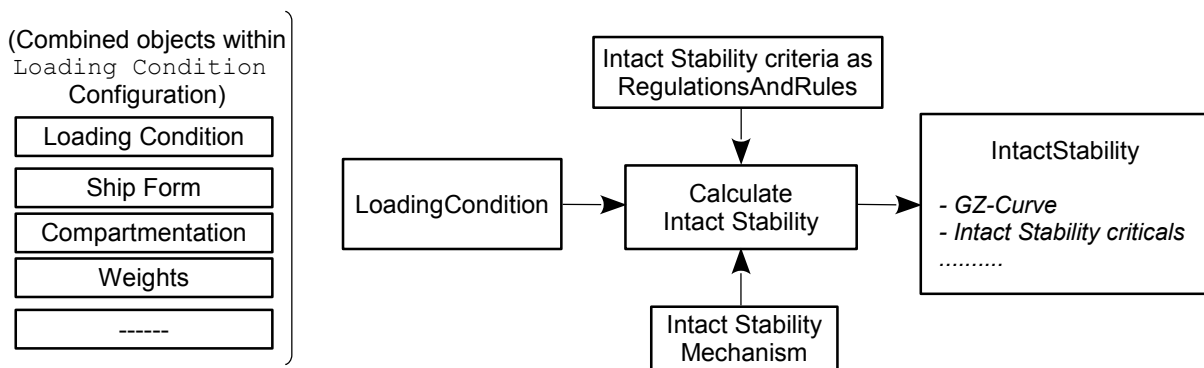 (Combined objects within
Loading Condition
Configuration)
Loading Condition
Ship Form
Compartmentation
Weights
------
LoadingCondition
Intact Stability criteria as
RegulationsAndRules
Calculate
Intact Stability
Intact Stability
Mechanism
IntactStability
- GZ-Curve
- Intact Stability criticals
..........